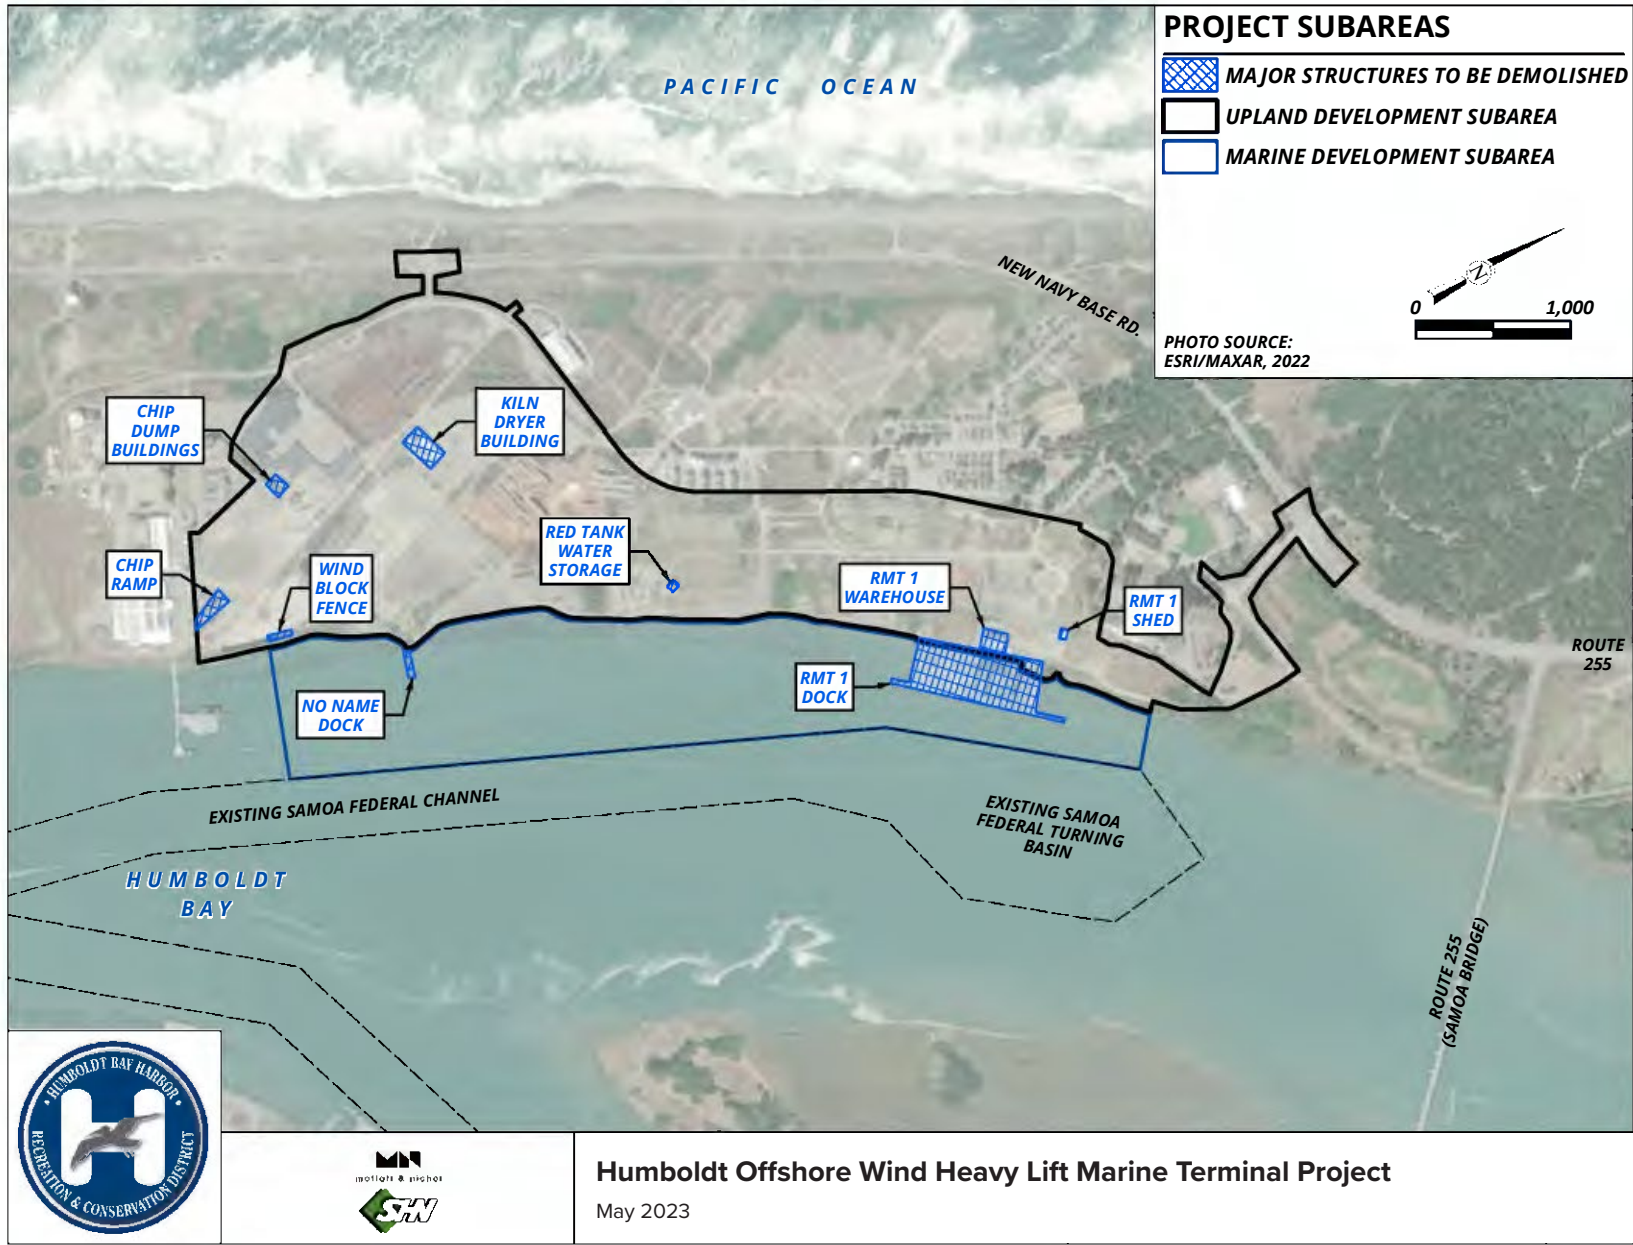 PROJECT SUBAREAS
MAJOR STRUCTURES TO BE DEMOLISHED
UPLAND DEVELOPMENT SUBAREA
MARINE DEVELOPMENT SUBAREA
N
0 1,000
PHOTO SOURCE:
ESRI/MAXAR, 2022
PACIFIC OCEAN
NEW NAVY BASE RD.
CHIP
DUMP
BUILDINGS
KILN
DRYER
BUILDING
RED TANK
WATER
STORAGE
CHIP
RAMP
WIND
BLOCK
FENCE
RMT 1
WAREHOUSE
RMT 1
SHED
ROUTE
255
NO NAME
DOCK
RMT 1
DOCK
EXISTING SAMOA FEDERAL CHANNEL
EXISTING SAMOA
FEDERAL TURNING
BASIN
HUMBOLDT
BAY
ROUTE 255
(SAMOA BRIDGE)
HUMBOLDT BAY HARBOR
RECREATION & CONSERVATION DISTRICT
H
moffatt & nichol
SHN
Humboldt Offshore Wind Heavy Lift Marine Terminal Project
May 2023